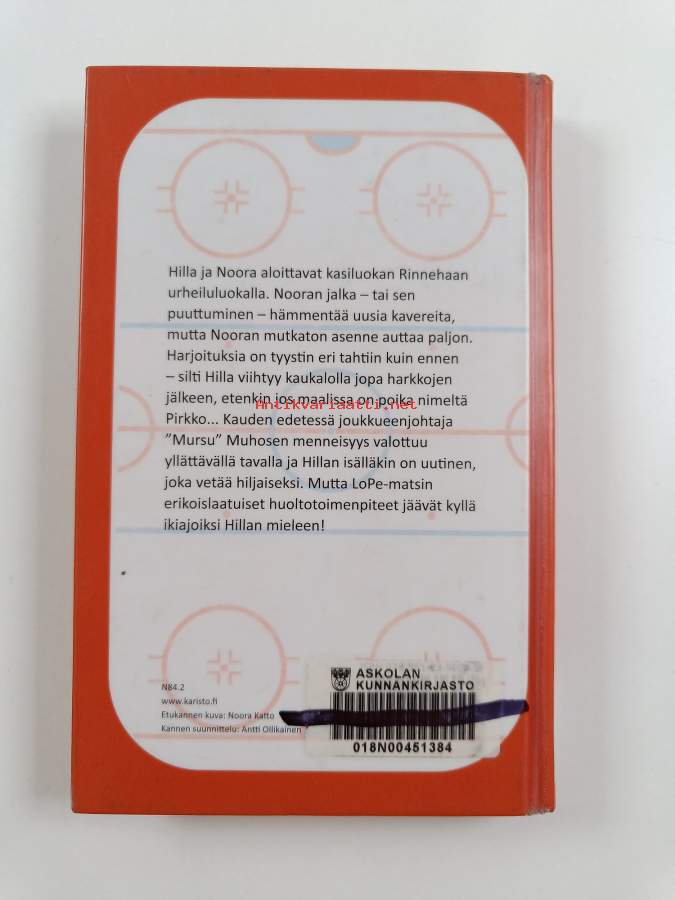 Hilla ja Noora aloittavat kasiluokan Rinnehaan
urheiluluokalla. Nooran jalka – tai sen
puuttuminen – hämmentää uusia kavereita,
mutta Nooran mutkaton asenne auttaa paljon.
Harjoituksia on tyystin eri tahtiin kuin ennen
– silti Hilla viihtyy kaukalolla jopa harkkojen
jälkeen, etenkin jos maalissa on poika nimeltä
Antikvariaatti.net
Pirkko... Kauden edetessä joukkueenjohtaja
”Mursu” Muhosen menneisyys valottuu
yllättävällä tavalla ja Hillan isälläkin on uutinen,
joka vetää hiljaiseksi. Mutta LoPe-matsin
erikoislaatuiset huoltotoimenpiteet jäävät kyllä
ikiajoiksi Hillan mieleen!
N84.2
www.karisto.fi
Etukannen kuva: Noora Katto
Kannen suunnittelu: Antti Ollikainen
ASKOLAN
KUNNANKIRJASTO
018N00451384